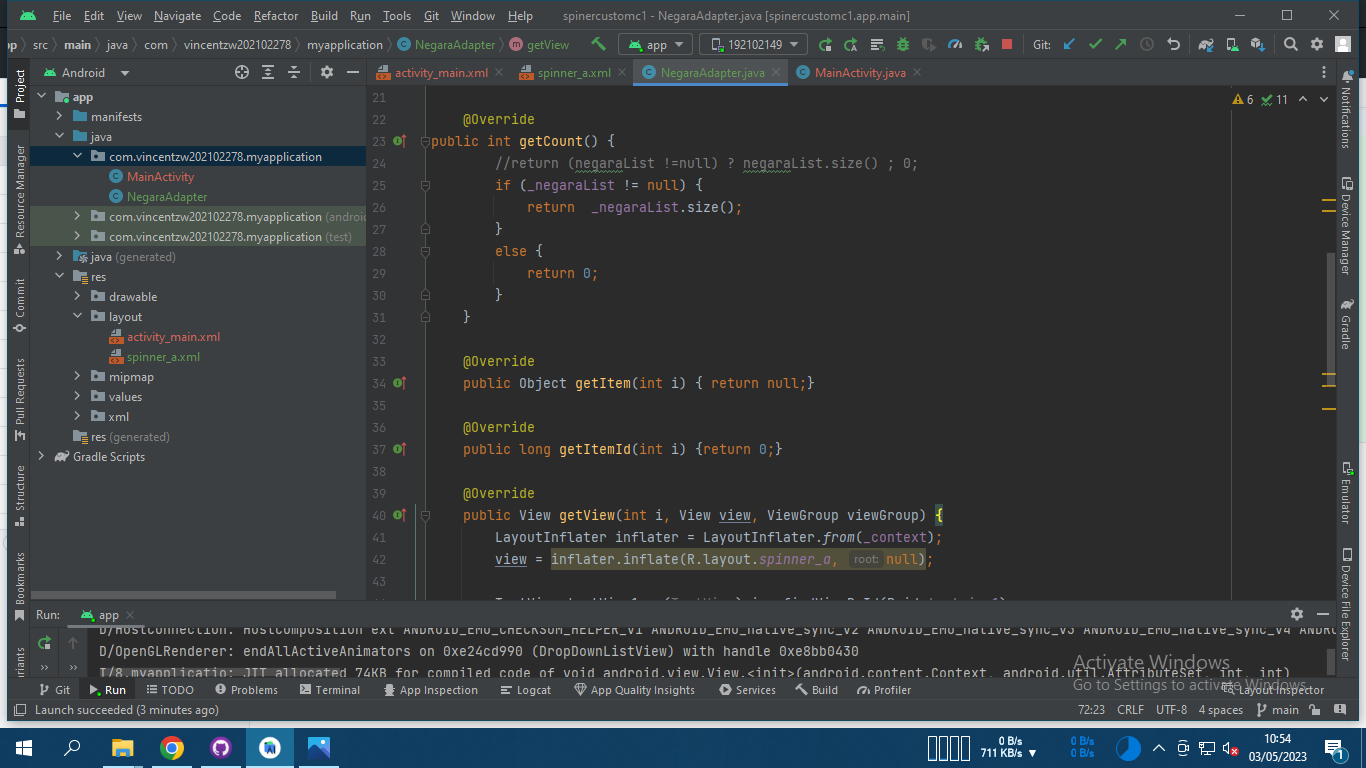 File Edit View Navigate Code Refactor Build Run Tools Git Window Help spinercustomc1 - NegaraAdapter.java [spinercustomc1.app.main]
src main java com vincentzw202102278 myapplication NegaraAdapter getView app 192102149 Git:
Android activity_main.xml spinner_a.xml NegaraAdapter.java MainActivity.java
Project
Resource Manager
Commit
Pull Requests
Structure
Bookmarks
app
manifests
java
com.vincentzw202102278.myapplication
MainActivity
NegaraAdapter
com.vincentzw202102278.myapplication
com.vincentzw202102278.myapplication (test)
java (generated)
res
drawable
layout
activity_main.xml
spinner_a.xml
mipmap
values
xml
res (generated)
Gradle Scripts
6 11
21
22 @Override
23 public int getCount() {
24 //return (negaraList !=null) ? negaraList.size() ; 0;
25 if (_negaraList != null) {
26 return _negaraList.size();
27 }
28 else {
29 return 0;
30 }
31 }
32
33 @Override
34 public Object getItem(int i) { return null;}
35
36 @Override
37 public long getItemId(int i) {return 0;}
38
39 @Override
40 public View getView(int i, View view, ViewGroup viewGroup) {
41 LayoutInflater inflater = LayoutInflater.from(_context);
42 view = inflater.inflate(R.layout.spinner_a, root: null);
43
Notifications
Device Manager
Gradle
Emulator
Device File Explorer
Run: app
D/HostConnection: HostComposition ext ANDROID_EMU_CHECKSUM_HELPER_v1 ANDROID_EMU_native_sync_v2 ANDROID_EMU_native_sync_v3 ANDROID_EMU_native_sync_v4
D/OpenGLRenderer: endAllActiveAnimators on 0xe24cd990 (DropDownListView) with handle 0xe8bb0430
I/8.myapplicatio: JIT allocated 74KB for compiled code of void android.view.View.<init>(android.content.Context, android.util.AttributeSet, int, int)
Activate Windows
Go to Settings to activate Windows.
Git Run TODO Problems Terminal App Inspection Logcat App Quality Insights Services Build Profiler Layout Inspector
Launch succeeded (3 minutes ago) 72:23 CRLF UTF-8 4 spaces main
0 B/s
711 KB/s
0 B/s
0 B/s
10:54
03/05/2023
1